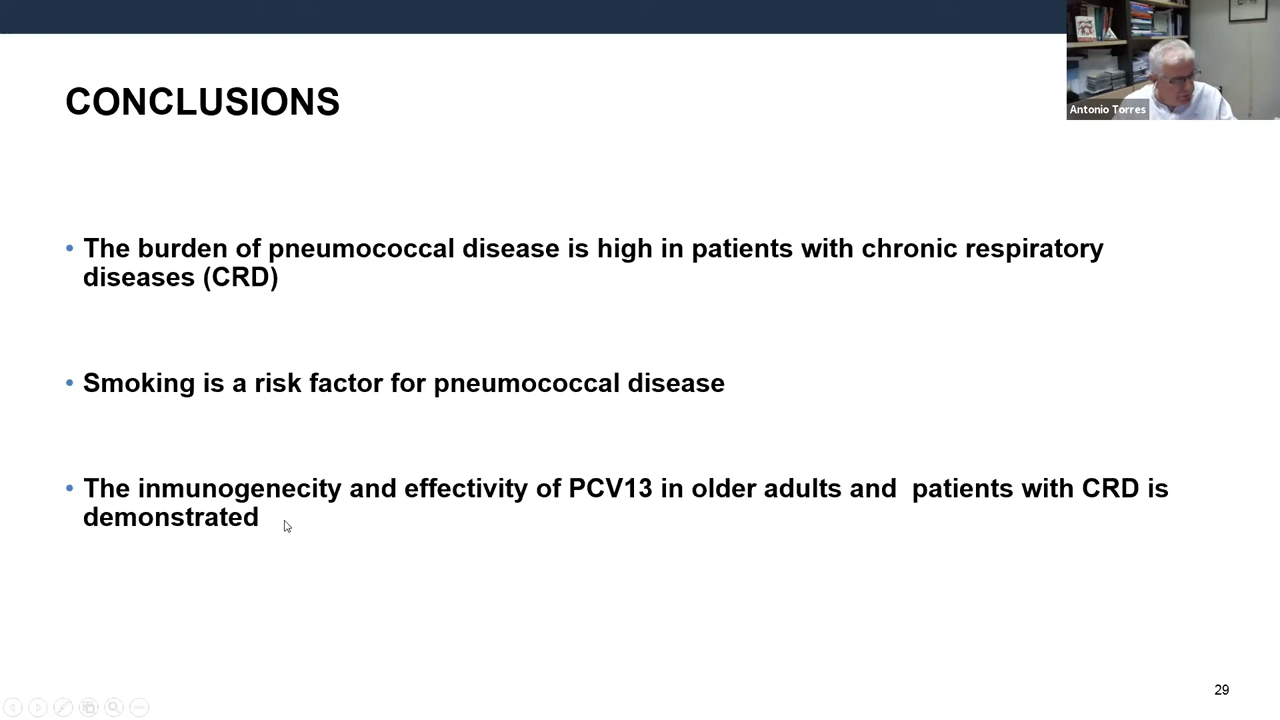 Antonio Torres
CONCLUSIONS
• The burden of pneumococcal disease is high in patients with chronic respiratory
diseases (CRD)
• Smoking is a risk factor for pneumococcal disease
• The inmunogenecity and effectivity of PCV13 in older adults and  patients with CRD is
demonstrated
29